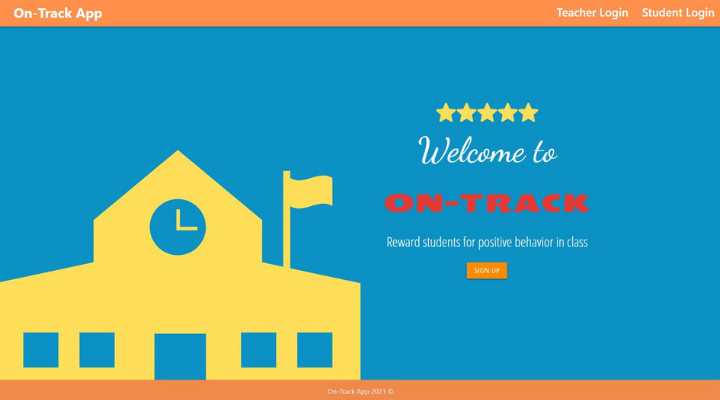 On-Track App
Teacher Login Student Login
Welcome to
ON-TRACK
Reward students for positive behavior in class
SIGN UP
On-Track App 2021 ©